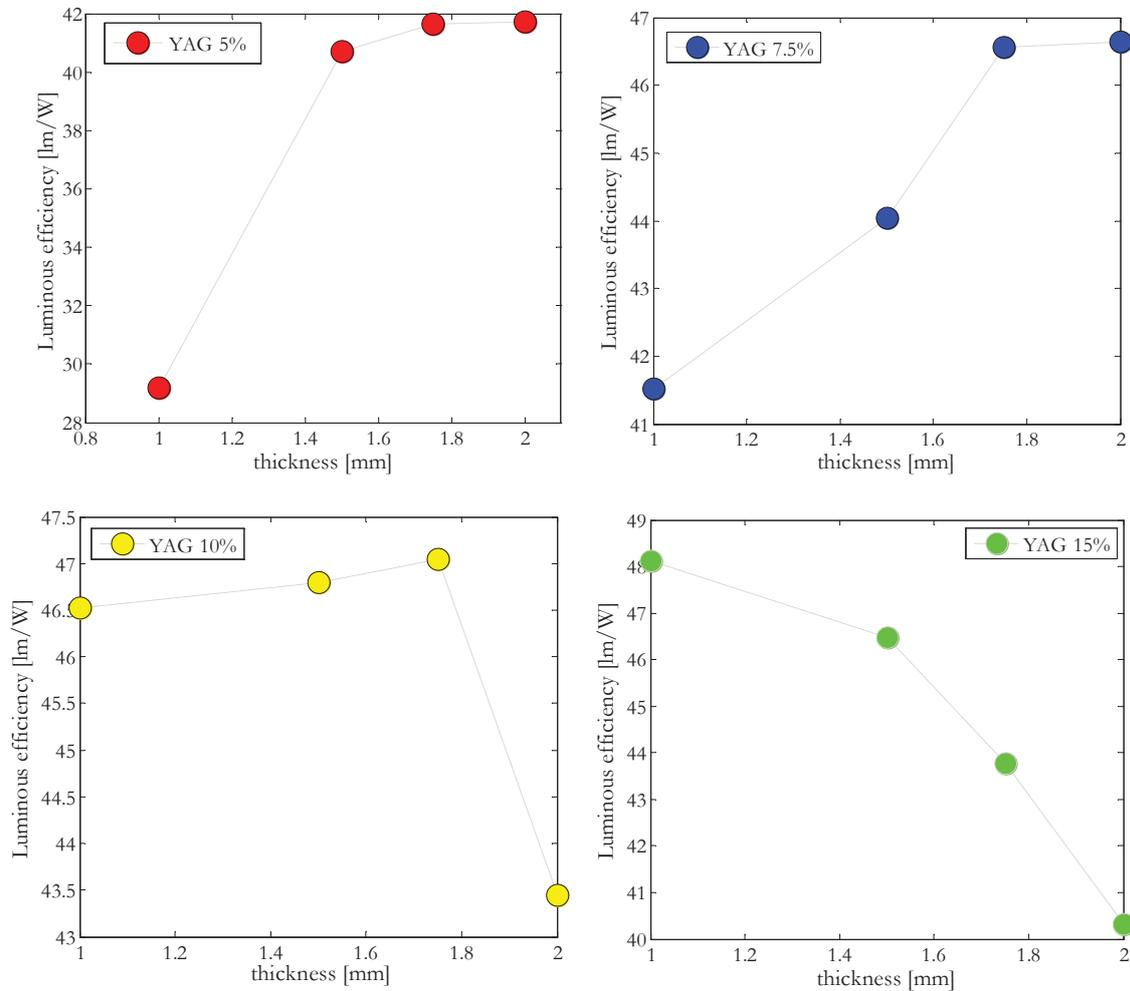 YAG 5%
42
40
38
36
34
32
30
28
0.8 1 1.2 1.4 1.6 1.8 2
Luminous efficiency [lm/W]
thickness [mm]
YAG 7.5%
47
46
45
44
43
42
41
1 1.2 1.4 1.6 1.8 2
Luminous efficiency [lm/W]
thickness [mm]
YAG 10%
47.5
47
46.5
46
45.5
45
44.5
44
43.5
43
1 1.2 1.4 1.6 1.8 2
Luminous efficiency [lm/W]
thickness [mm]
YAG 15%
49
48
47
46
45
44
43
42
41
40
1 1.2 1.4 1.6 1.8 2
Luminous efficiency [lm/W]
thickness [mm]